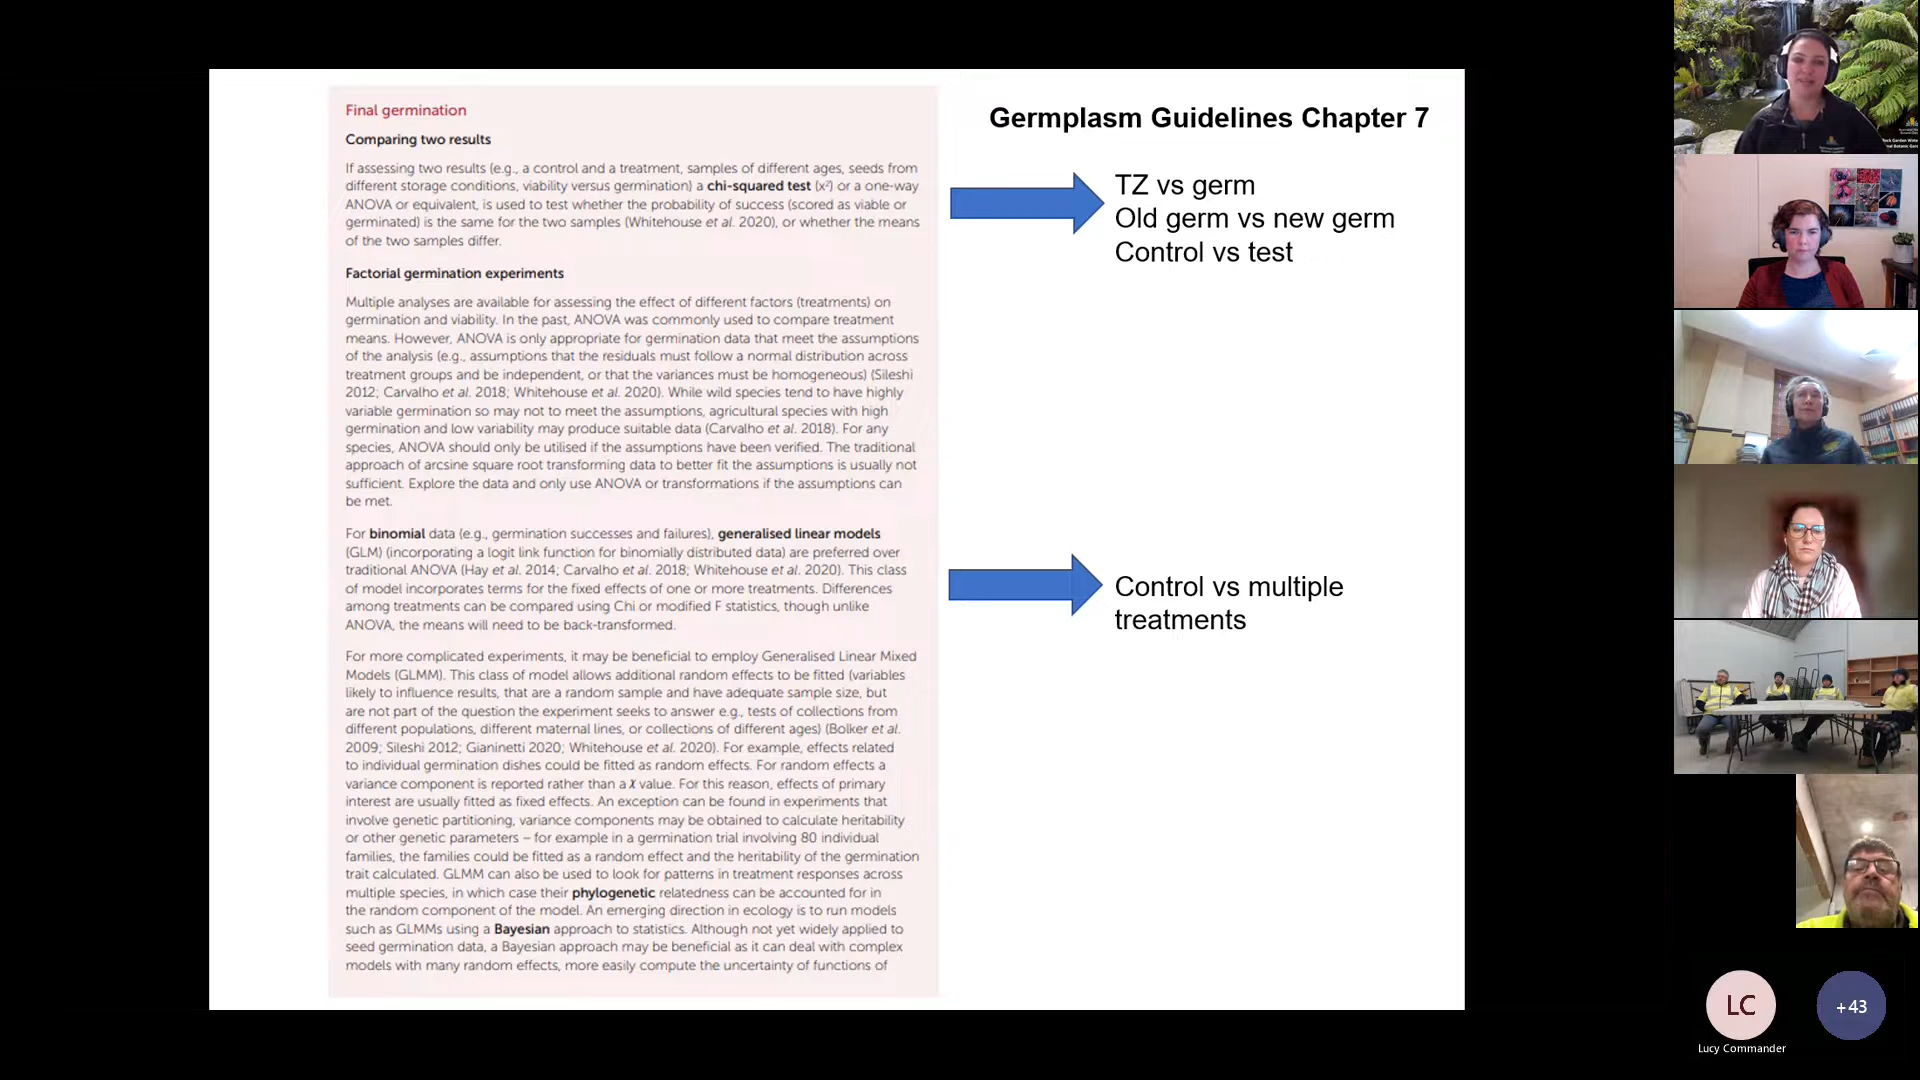 Final germination
Comparing two results
If assessing two results (e.g., a control and a treatment, samples of different ages, seeds from
different storage conditions, viability versus germination) a chi-squared test (x²) or a one-way
ANOVA or equivalent, is used to test whether the probability of success (scored as viable or
germinated) is the same for the two samples (Whitehouse et al. 2020), or whether the means
of the two samples differ.
Factorial germination experiments
Multiple analyses are available for assessing the effect of different factors (treatments) on
germination and viability. In the past, ANOVA was commonly used to compare treatment
means. However, ANOVA is only appropriate for germination data that meet the assumptions
of the analysis (e.g., assumptions that the residuals must follow a normal distribution across
treatment groups and be independent, or that the variances must be homogeneous) (Sileshi
2012; Carvalho et al. 2018; Whitehouse et al. 2020). While wild species tend to have highly
variable germination so may not to meet the assumptions, agricultural species with high
germination and low variability may produce suitable data (Carvalho et al. 2018). For any
species, ANOVA should only be utilised if the assumptions have been verified. The traditional
approach of arcsine square root transforming data to better fit the assumptions is usually not
sufficient. Explore the data and only use ANOVA or transformations if the assumptions can
be met.
For binomial data (e.g., germination successes and failures), generalised linear models
(GLM) (incorporating a logit link function for binomially distributed data) are preferred over
traditional ANOVA (Hay et al. 2014; Carvalho et al. 2018; Whitehouse et al. 2020). This class
of model incorporates terms for the fixed effects of one or more treatments. Differences
among treatments can be compared using Chi or modified F statistics, though unlike
ANOVA, the means will need to be back-transformed.
For more complicated experiments, it may be beneficial to employ Generalised Linear Mixed
Models (GLMM). This class of model allows additional random effects to be fitted (variables
likely to influence results, that are a random sample and have adequate sample size, but
are not part of the question the experiment seeks to answer e.g., tests of collections from
different populations, different maternal lines, or collections of different ages) (Bolker et al.
2009; Sileshi 2012; Gianinetti 2020; Whitehouse et al. 2020). For example, effects related
to individual germination dishes could be fitted as random effects. For random effects a
variance component is reported rather than a χ value. For this reason, effects of primary
interest are usually fitted as fixed effects. An exception can be found in experiments that
involve genetic partitioning, variance components may be obtained to calculate heritability
or other genetic parameters – for example in a germination trial involving 80 individual
families, the families could be fitted as a random effect and the heritability of the germination
trait calculated. GLMM can also be used to look for patterns in treatment responses across
multiple species, in which case their phylogenetic relatedness can be accounted for in
the random component of the model. An emerging direction in ecology is to run models
such as GLMMs using a Bayesian approach to statistics. Although not yet widely applied to
seed germination data, a Bayesian approach may be beneficial as it can deal with complex
models with many random effects, more easily compute the uncertainty of functions of
Germplasm Guidelines Chapter 7
TZ vs germ
Old germ vs new germ
Control vs test
Control vs multiple
treatments
LC
+43
Lucy Commander